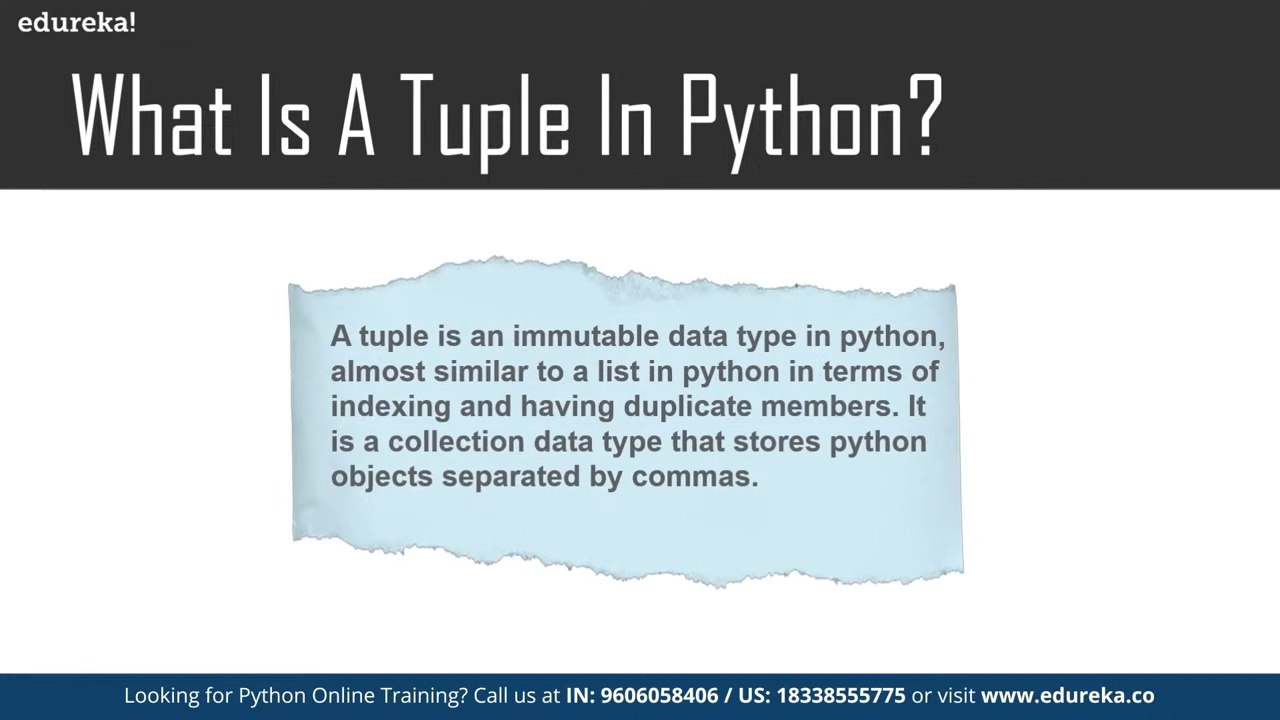 edureka!
What Is A Tuple In Python?
A tuple is an immutable data type in python,
almost similar to a list in python in terms of
indexing and having duplicate members. It
is a collection data type that stores python
objects separated by commas.
Looking for Python Online Training? Call us at IN: 9606058406 / US: 18338555775 or visit www.edureka.co